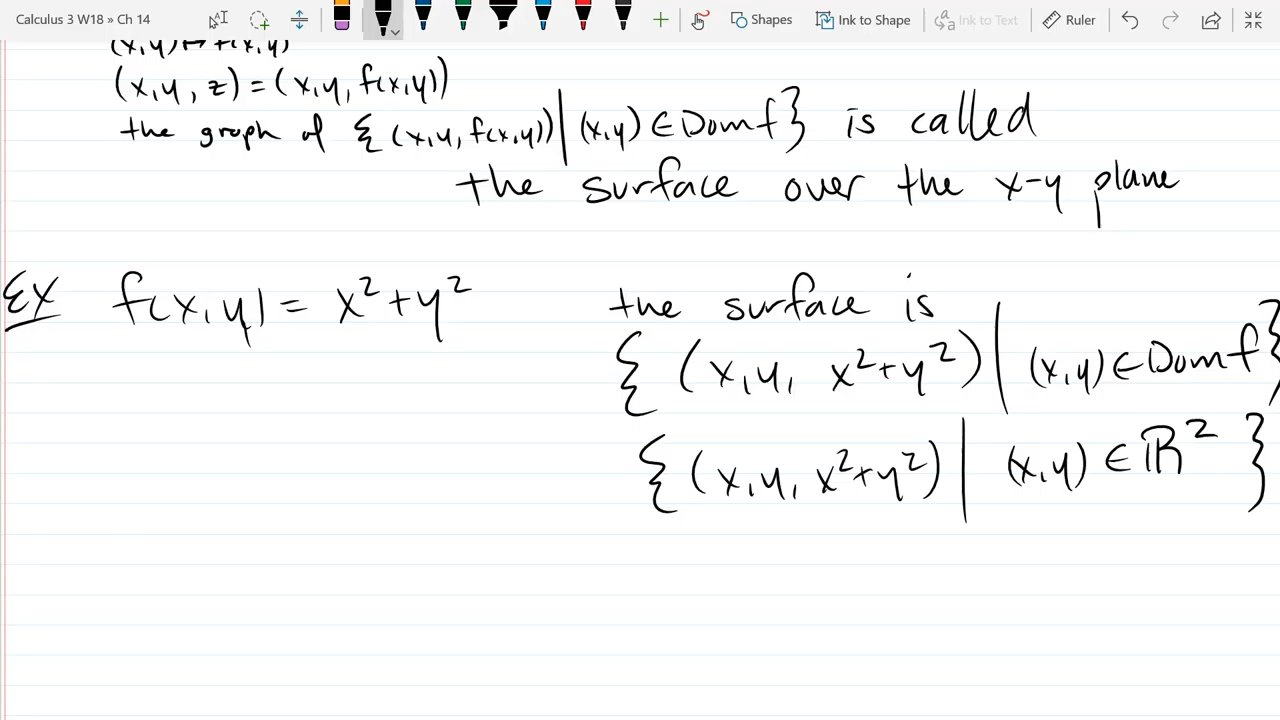 Calculus 3 W18 » Ch 14
Shapes
Ink to Shape
Ink to Text
Ruler
(x,y) ↦ f(x,y)
(x,y, z) = (x,y, f(x,y))
the graph of { (x,y, f(x,y)) | (x,y) ∈ Dom f } is called
the surface over the x-y plane
Ex f(x,y) = x²+y² the surface is
{ (x,y, x²+y²) | (x,y) ∈ Dom f }
{ (x,y, x²+y²) | (x,y) ∈ ℝ² }